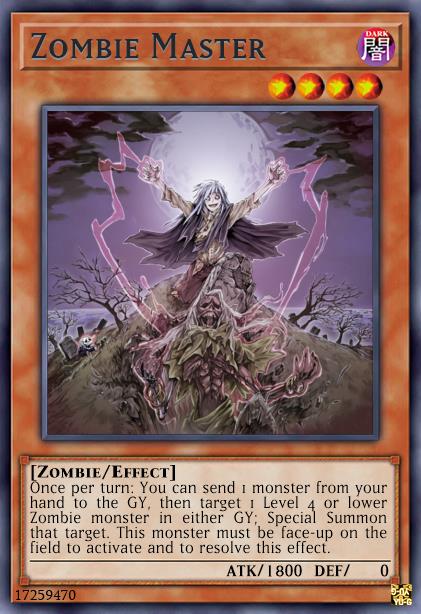 Zombie Master
DARK
闇
[Zombie/Effect]
Once per turn: You can send 1 monster from your
hand to the GY, then target 1 Level 4 or lower
Zombie monster in either GY; Special Summon
that target. This monster must be face-up on the
field to activate and to resolve this effect.
ATK/1800 DEF/ 0
17259470